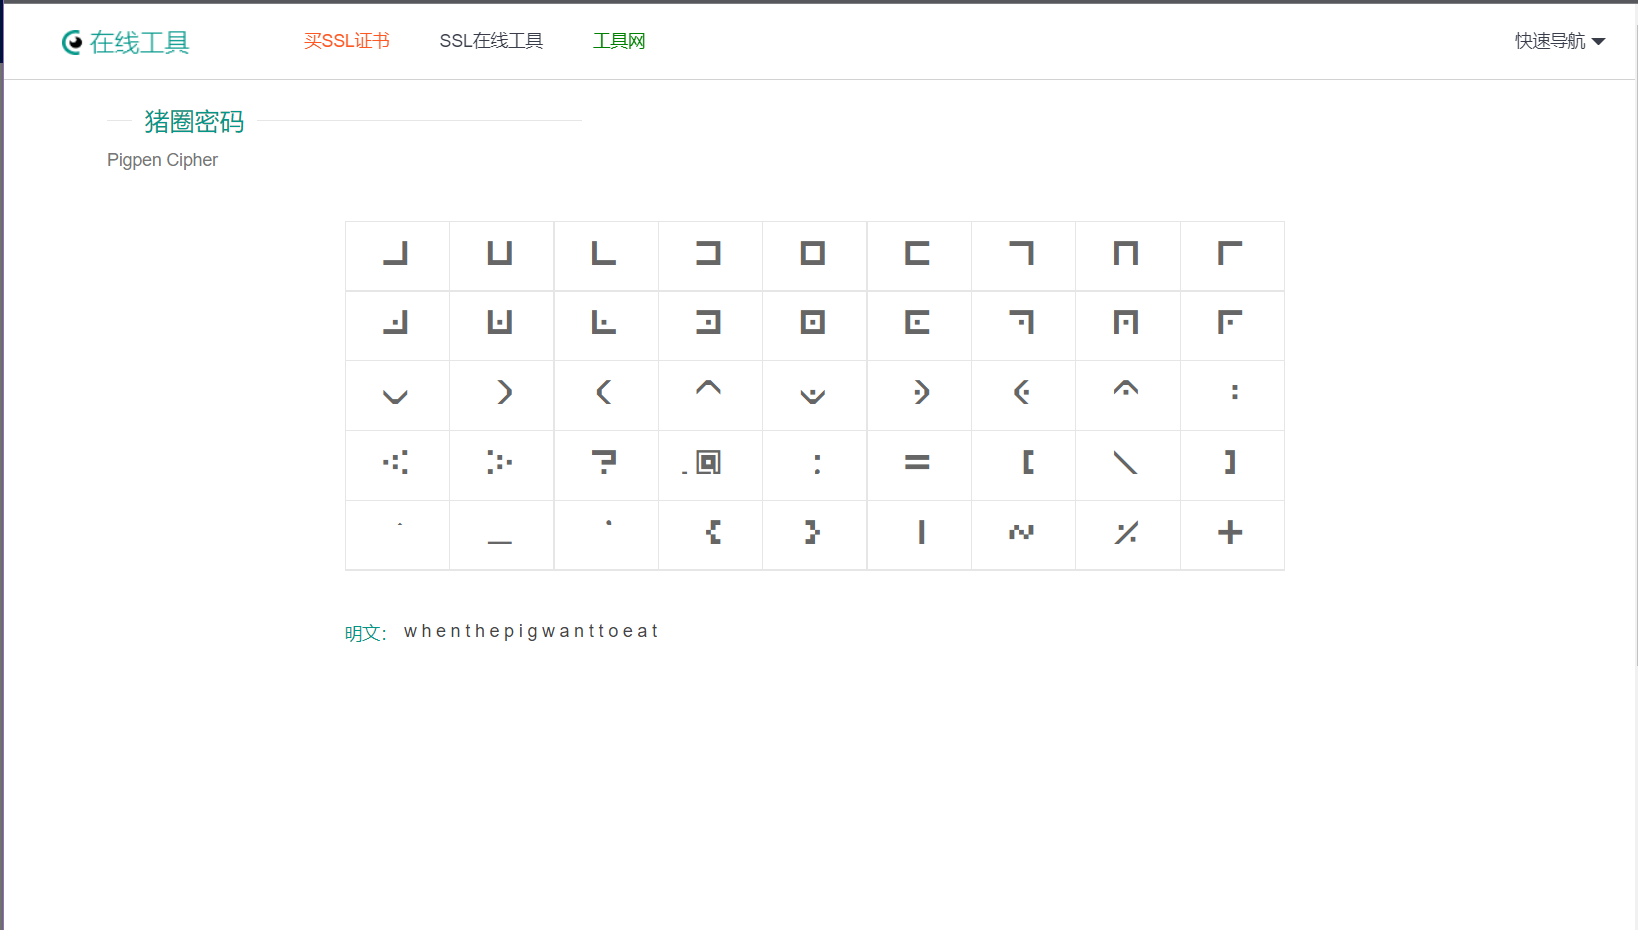 在线工具 买SSL证书 SSL在线工具 工具网 快速导航
猪圈密码
Pigpen Cipher
明文： w h e n t h e p i g w a n t t o e a t